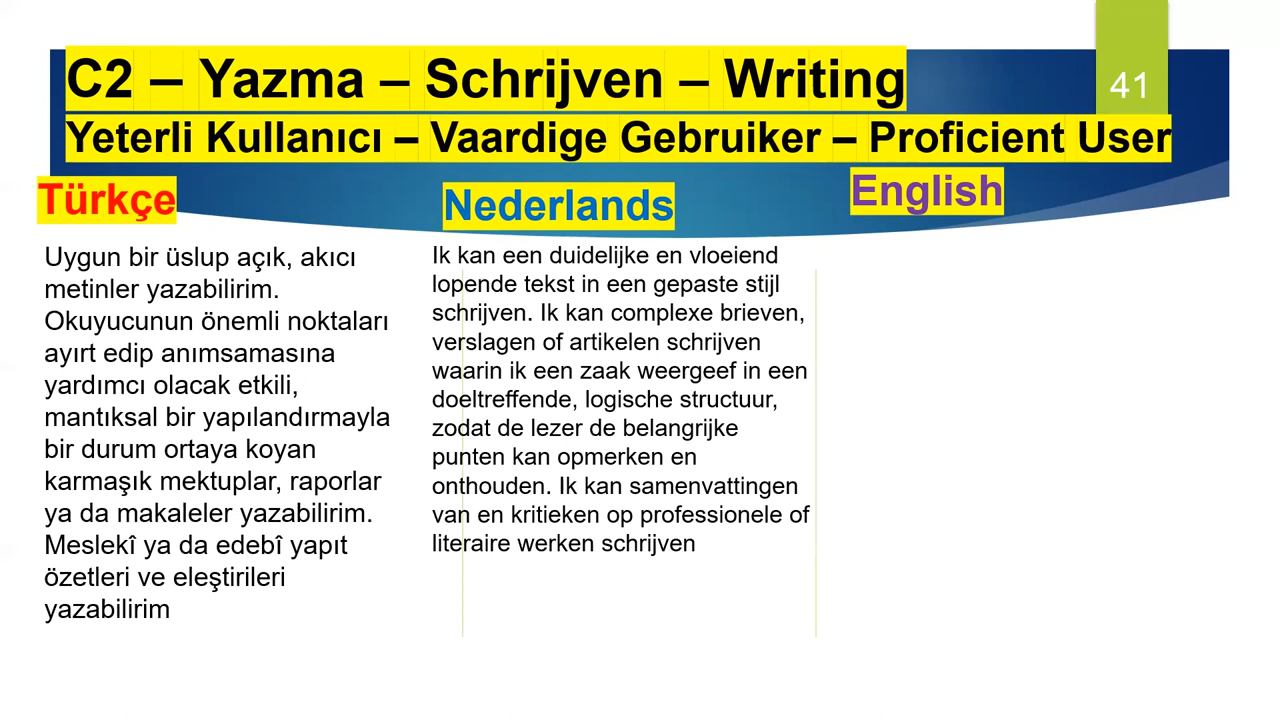 C2 – Yazma – Schrijven – Writing
41
Yeterli Kullanıcı – Vaardige Gebruiker – Proficient User
Türkçe
Nederlands
English
Uygun bir üslup açık, akıcı
metinler yazabilirim.
Okuyucunun önemli noktaları
ayırt edip anımsamasına
yardımcı olacak etkili,
mantıksal bir yapılandırmayla
bir durum ortaya koyan
karmaşık mektuplar, raporlar
ya da makaleler yazabilirim.
Meslekî ya da edebî yapıt
özetleri ve eleştirileri
yazabilirim
Ik kan een duidelijke en vloeiend
lopende tekst in een gepaste stijl
schrijven. Ik kan complexe brieven,
verslagen of artikelen schrijven
waarin ik een zaak weergeef in een
doeltreffende, logische structuur,
zodat de lezer de belangrijke
punten kan opmerken en
onthouden. Ik kan samenvattingen
van en kritieken op professionele of
literaire werken schrijven